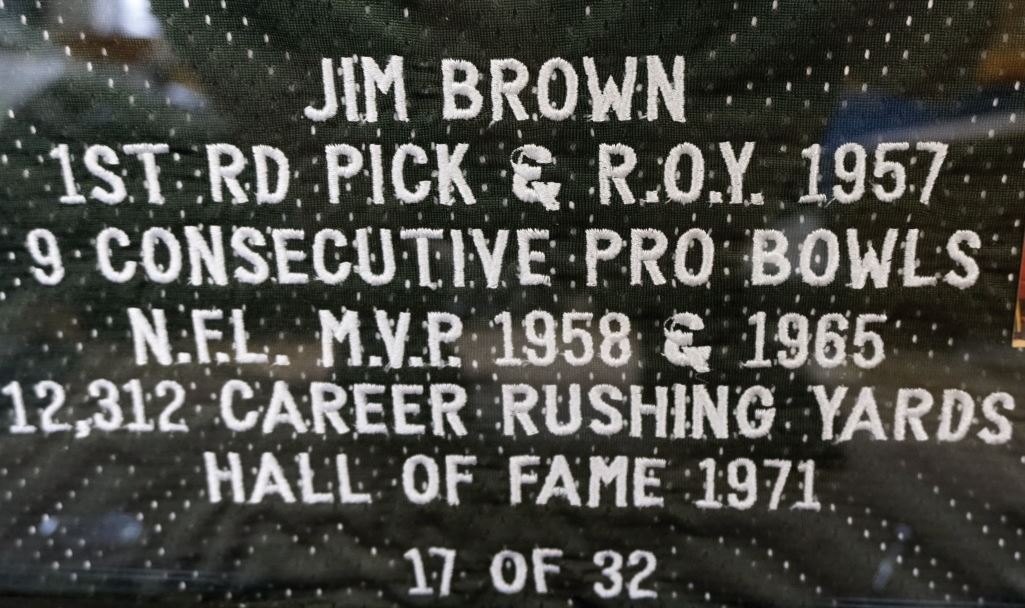 JIM BROWN
1ST RD PICK & R.O.Y. 1957
9 CONSECUTIVE PRO BOWLS
N.F.L. M.V.P. 1958 & 1965
12,312 CAREER RUSHING YARDS
HALL OF FAME 1971
17 OF 32